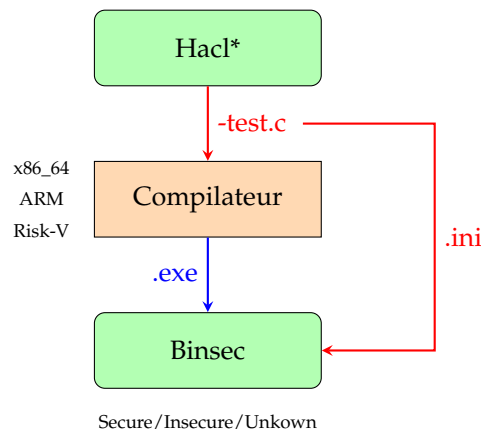 Hacl*
-test.c
x86_64
ARM
Risk-V
Compilateur
.ini
.exe
Binsec
Secure/Insecure/Unkown